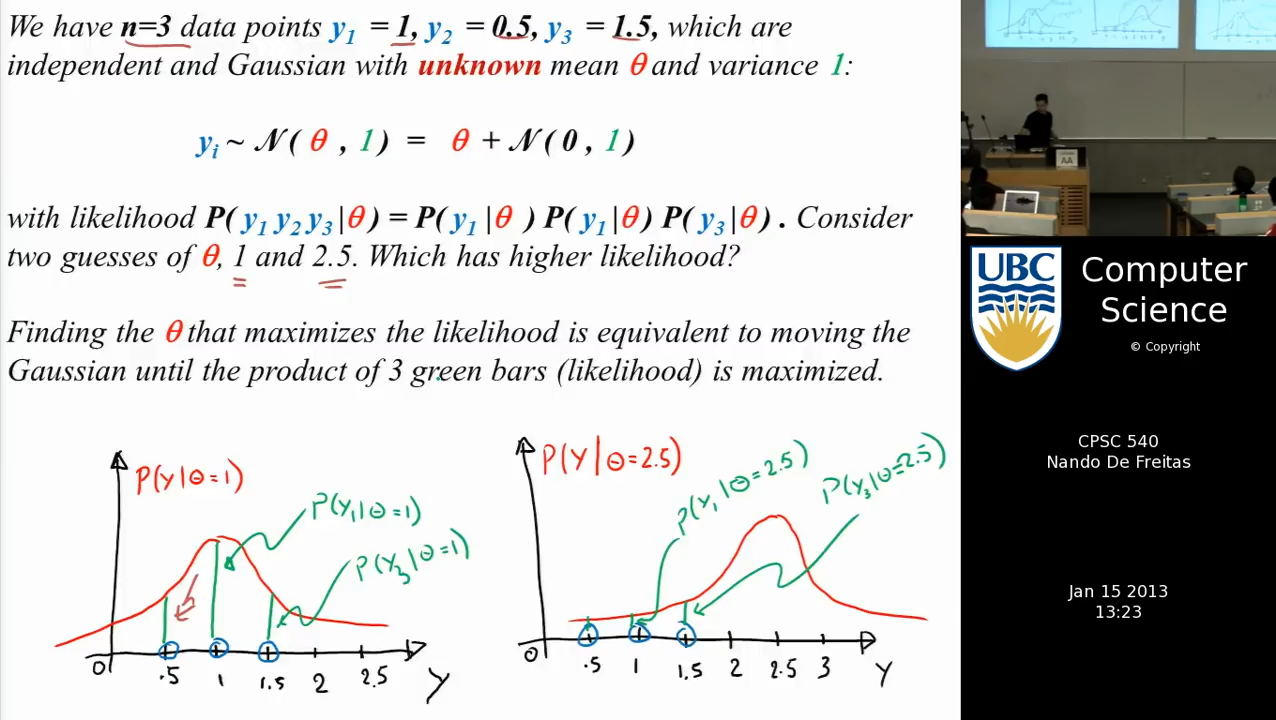 We have n=3 data points y1 = 1, y2 = 0.5, y3 = 1.5, which are
independent and Gaussian with unknown mean θ and variance 1:
yi ~ N( θ , 1 ) = θ + N( 0 , 1 )
with likelihood P( y1 y2 y3 |θ ) = P( y1 |θ ) P( y1 |θ ) P( y3 |θ ) . Consider
two guesses of θ, 1 and 2.5. Which has higher likelihood?
Finding the θ that maximizes the likelihood is equivalent to moving the
Gaussian until the product of 3 green bars (likelihood) is maximized.
P(Y|θ=1)
P(Y1|θ=1)
P(Y3|θ=1)
0 .5 1 1.5 2 2.5 Y
P(Y|θ=2.5)
P(Y1|θ=2.5)
P(Y3|θ=2.5)
0 .5 1 1.5 2 2.5 3 Y
AA
UBC
Computer
Science
© Copyright
CPSC 540
Nando De Freitas
Jan 15 2013
13:23